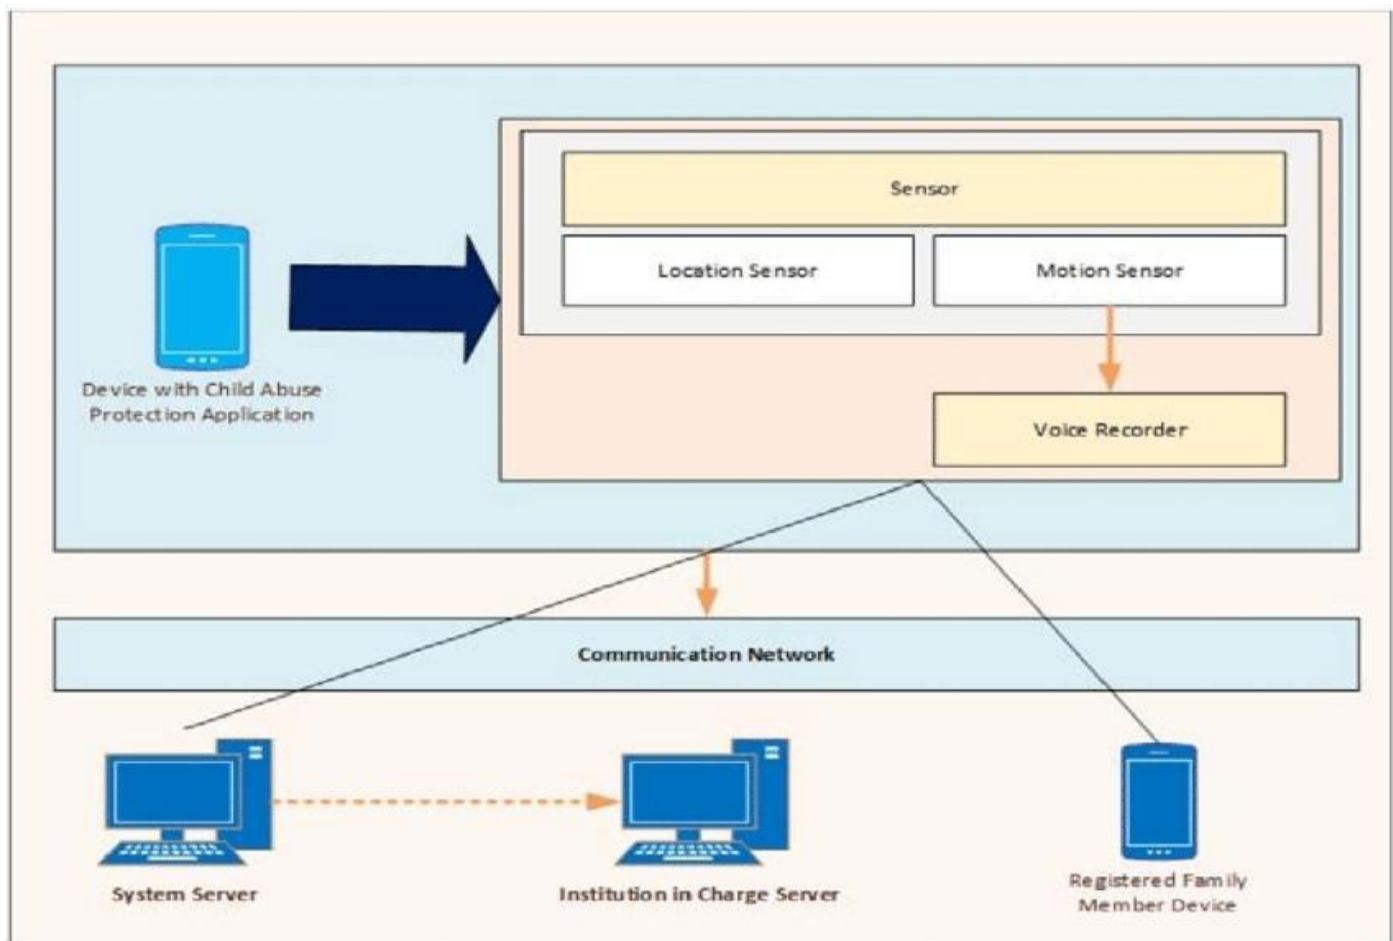 Sensor
Location Sensor
Motion Sensor
Device with Child Abuse
Protection Application
Voice Recorder
Communication Network
System Server
Institution in Charge Server
Registered Family
Member Device